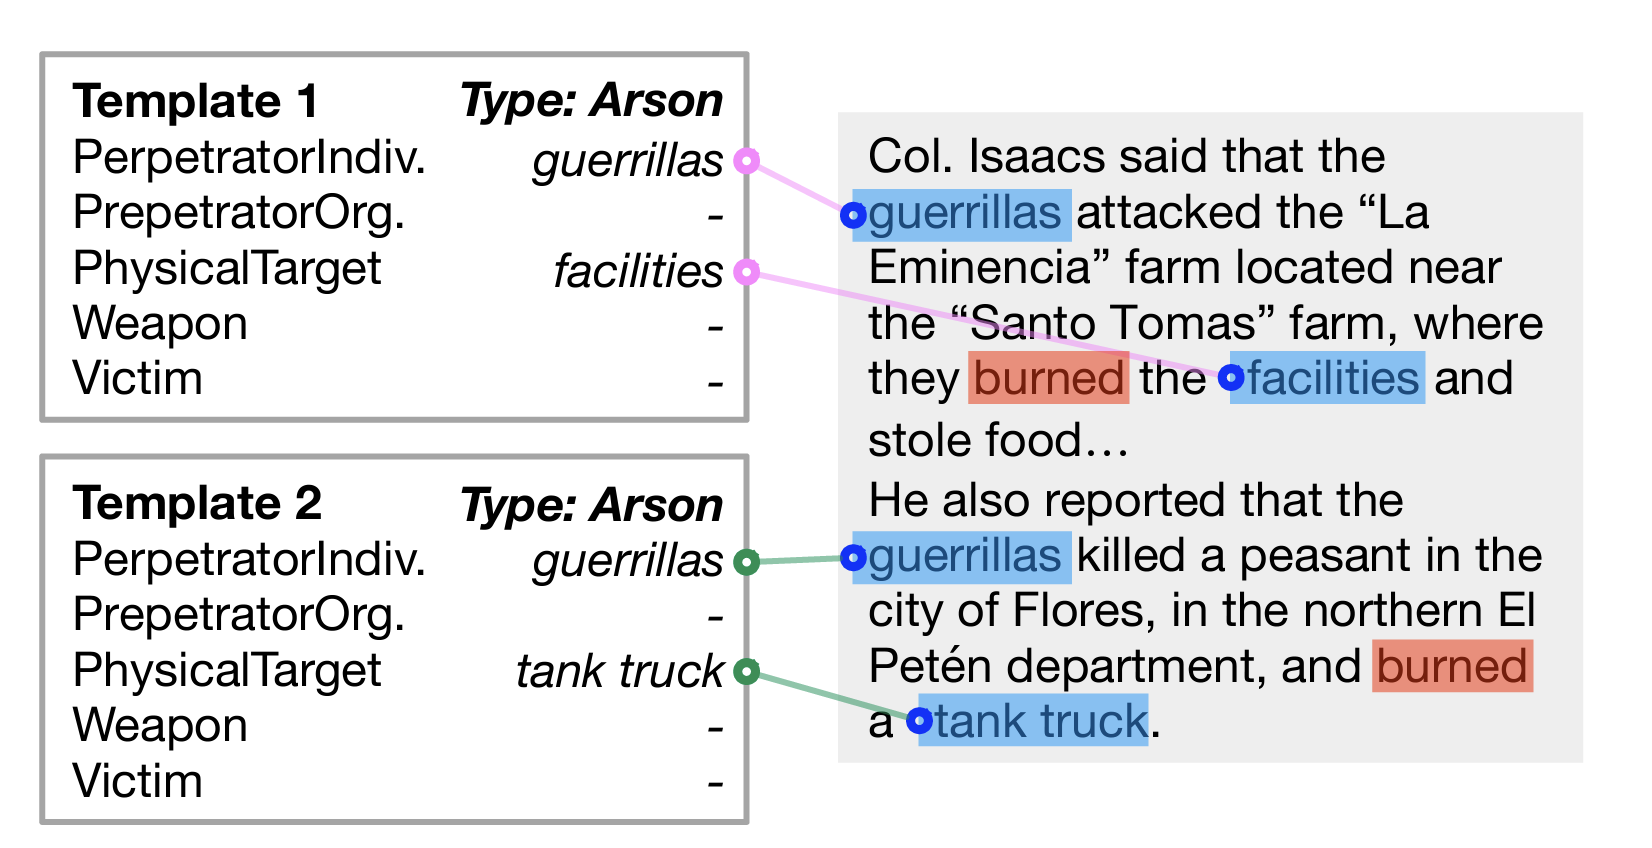 Template 1 Type: Arson
PerpetratorIndiv. guerrillas
PrepetratorOrg. -
PhysicalTarget facilities
Weapon -
Victim -
Template 2 Type: Arson
PerpetratorIndiv. guerrillas
PrepetratorOrg. -
PhysicalTarget tank truck
Weapon -
Victim -
Col. Isaacs said that the
guerrillas attacked the “La
Eminencia” farm located near
the “Santo Tomas” farm, where
they burned the facilities and
stole food…
He also reported that the
guerrillas killed a peasant in the
city of Flores, in the northern El
Petén department, and burned
a tank truck.